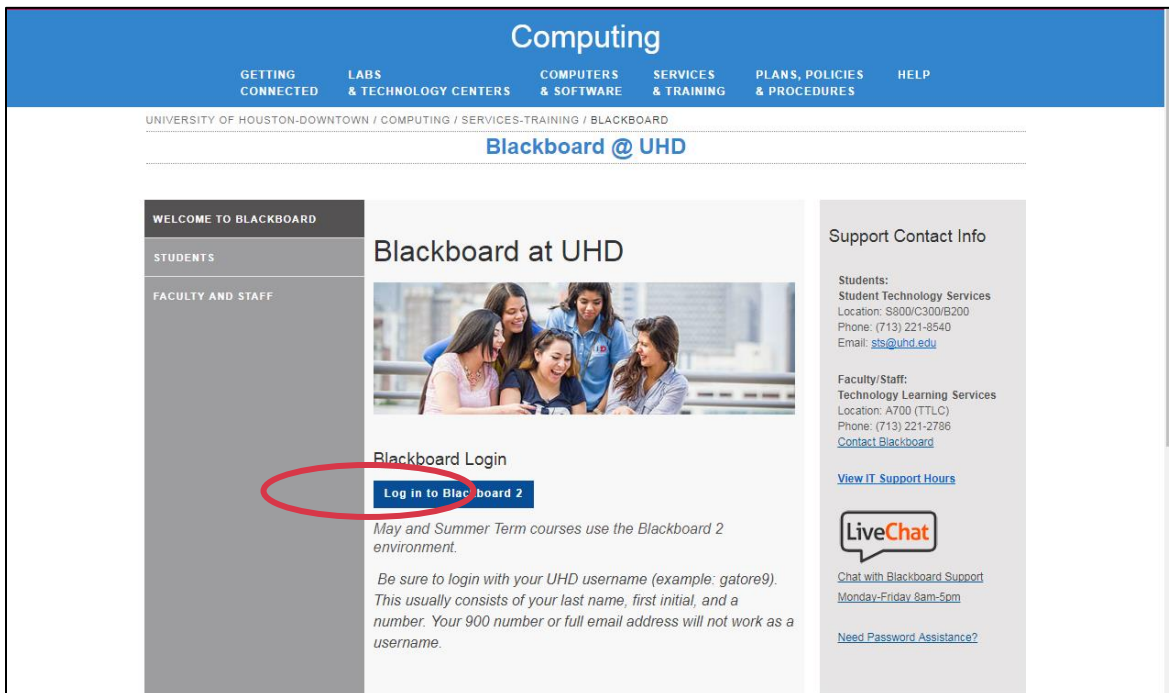 Computing
GETTING
CONNECTED
LABS
& TECHNOLOGY CENTERS
COMPUTERS
& SOFTWARE
SERVICES
& TRAINING
PLANS, POLICIES
& PROCEDURES
HELP
UNIVERSITY OF HOUSTON-DOWNTOWN / COMPUTING / SERVICES-TRAINING / BLACKBOARD
Blackboard @ UHD
WELCOME TO BLACKBOARD
STUDENTS
FACULTY AND STAFF
Blackboard at UHD
Blackboard Login
Log in to Blackboard 2
May and Summer Term courses use the Blackboard 2
environment.
Be sure to login with your UHD username (example: gatore9).
This usually consists of your last name, first initial, and a
number. Your 900 number or full email address will not work as a
username.
Support Contact Info
Students:
Student Technology Services
Location: S800/C300/B200
Phone: (713) 221-8540
Email: sts@uhd.edu
Faculty/Staff:
Technology Learning Services
Location: A700 (TTLC)
Phone: (713) 221-2786
Contact Blackboard
View IT Support Hours
LiveChat
Chat with Blackboard Support
Monday-Friday 8am-5pm
Need Password Assistance?